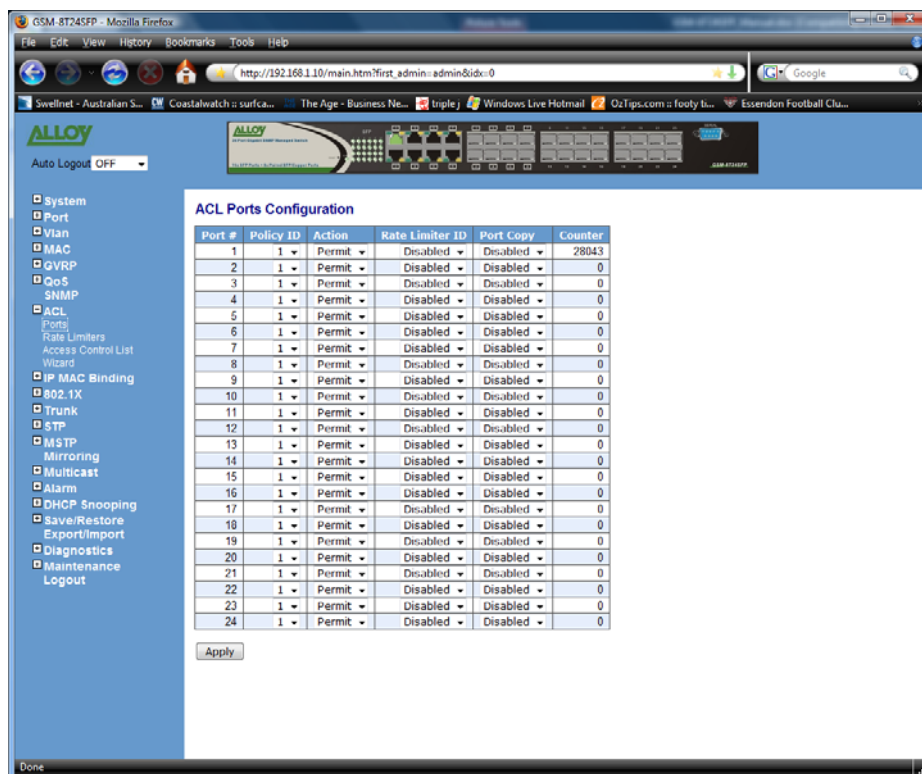 GSM-8T24SFP - Mozilla Firefox
File Edit View History Bookmarks Tools Help
http://192.168.1.10/main.htm?first_admin=admin&idx=0
Google
Swellnet - Australian S... Coastalwatch :: surfca... The Age - Business Ne... triple j Windows Live Hotmail OzTips.com :: footy ti... Essendon Football Clu...
ALLOY
ALLOY
Auto Logout OFF
System
Port
Vlan
MAC
GVRP
QoS
SNMP
ACL
Ports
Rate Limiters
Access Control List
Wizard
IP MAC Binding
802.1X
Trunk
STP
MSTP
Mirroring
Multicast
Alarm
DHCP Snooping
Save/Restore
Export/Import
Diagnostics
Maintenance
Logout
ACL Ports Configuration
Port # Policy ID Action Rate Limiter ID Port Copy Counter
1 1 Permit Disabled Disabled 28043
2 1 Permit Disabled Disabled 0
3 1 Permit Disabled Disabled 0
4 1 Permit Disabled Disabled 0
5 1 Permit Disabled Disabled 0
6 1 Permit Disabled Disabled 0
7 1 Permit Disabled Disabled 0
8 1 Permit Disabled Disabled 0
9 1 Permit Disabled Disabled 0
10 1 Permit Disabled Disabled 0
11 1 Permit Disabled Disabled 0
12 1 Permit Disabled Disabled 0
13 1 Permit Disabled Disabled 0
14 1 Permit Disabled Disabled 0
15 1 Permit Disabled Disabled 0
16 1 Permit Disabled Disabled 0
17 1 Permit Disabled Disabled 0
18 1 Permit Disabled Disabled 0
19 1 Permit Disabled Disabled 0
20 1 Permit Disabled Disabled 0
21 1 Permit Disabled Disabled 0
22 1 Permit Disabled Disabled 0
23 1 Permit Disabled Disabled 0
24 1 Permit Disabled Disabled 0
Apply
Done